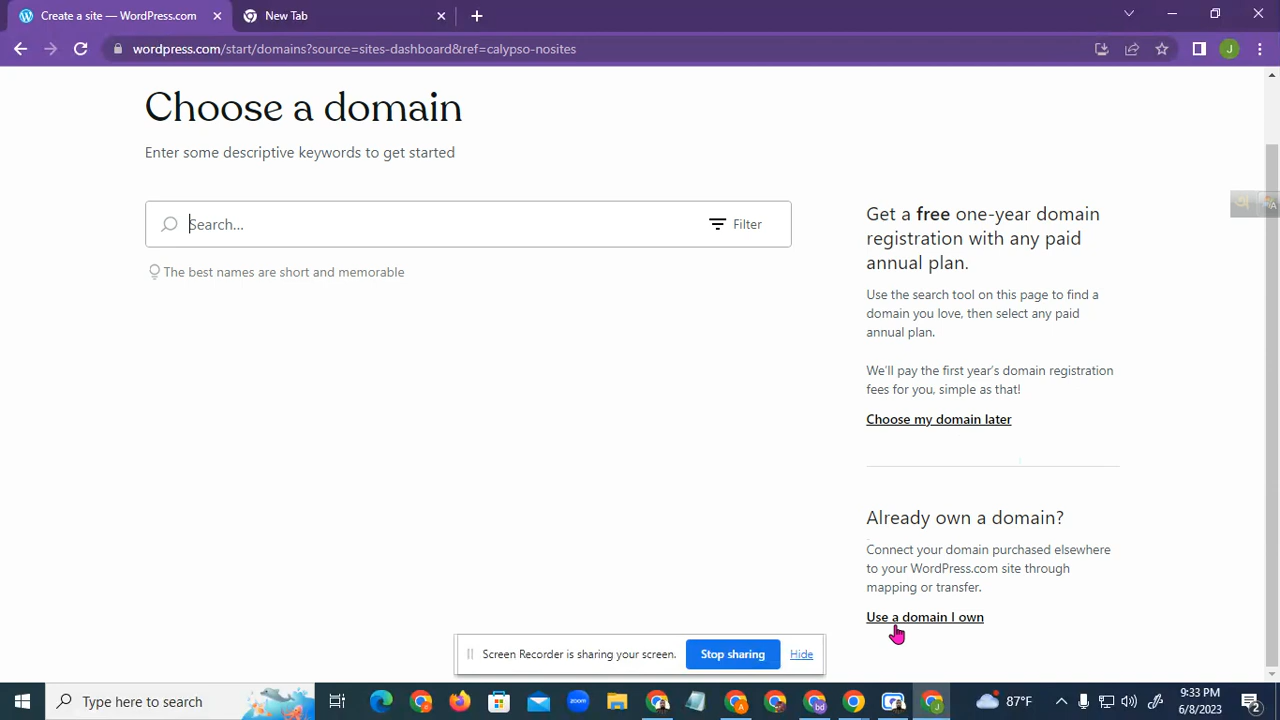 Create a site — WordPress.com
New Tab
wordpress.com/start/domains?source=sites-dashboard&ref=calypso-nosites
J
Choose a domain
Enter some descriptive keywords to get started
Search...
Filter
The best names are short and memorable
Get a free one-year domain
registration with any paid
annual plan.
Use the search tool on this page to find a
domain you love, then select any paid
annual plan.
We'll pay the first year's domain registration
fees for you, simple as that!
Choose my domain later
Already own a domain?
Connect your domain purchased elsewhere
to your WordPress.com site through
mapping or transfer.
Use a domain I own
Screen Recorder is sharing your screen.
Stop sharing
Hide
Type here to search
zoom
87°F
9:33 PM
6/8/2023
2